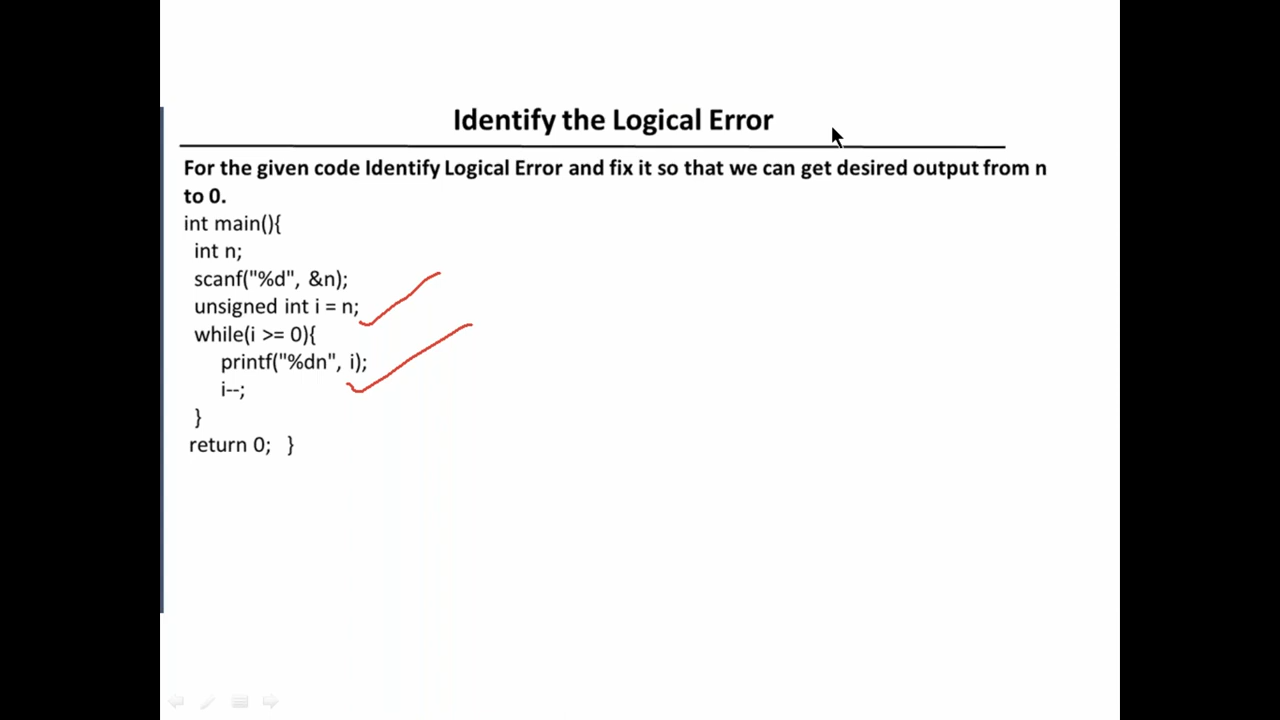 Identify the Logical Error
For the given code Identify Logical Error and fix it so that we can get desired output from n
to 0.
int main(){
int n;
scanf("%d", &n);
unsigned int i = n;
while(i >= 0){
printf("%dn", i);
i--;
}
return 0; }